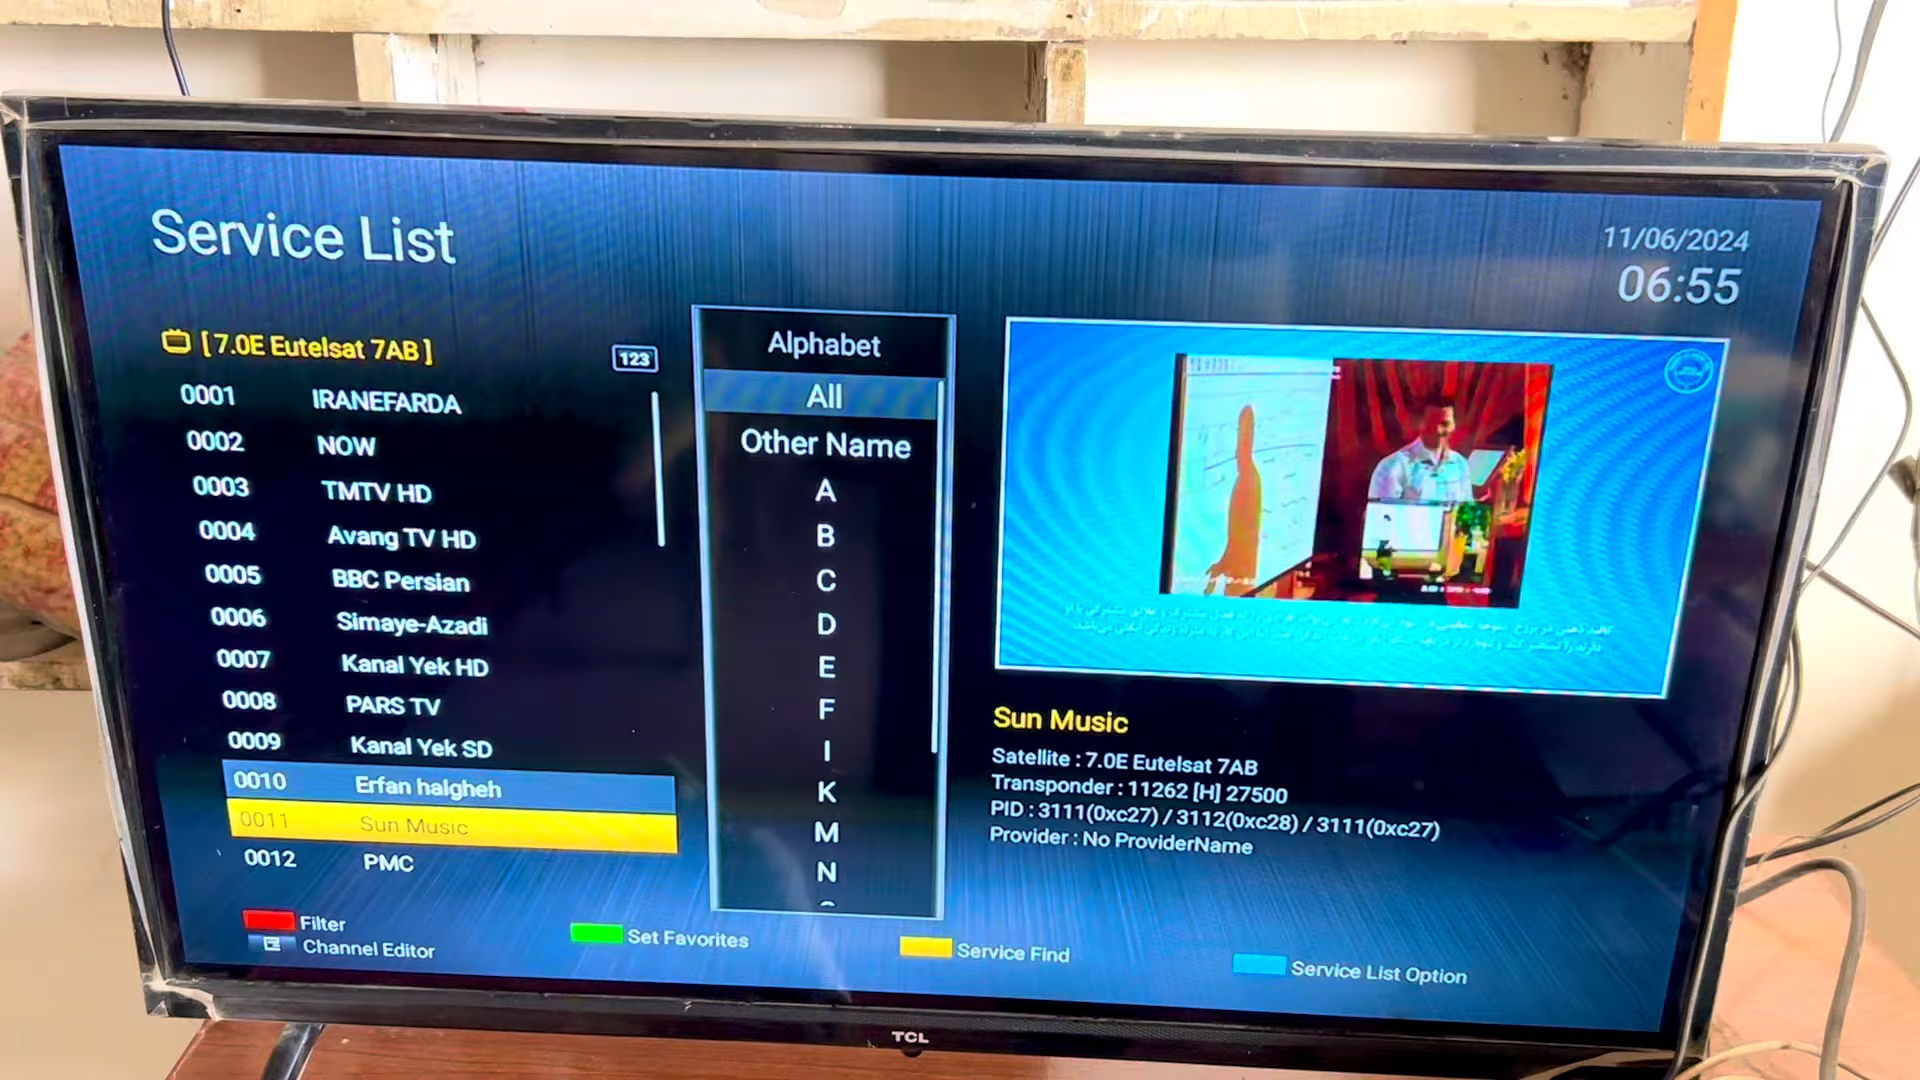 Service List
11/06/2024
06:55
[ 7.0E Eutelsat 7AB ]
123
0001 IRANEFARDA
0002 NOW
0003 TMTV HD
0004 Avang TV HD
0005 BBC Persian
0006 Simaye-Azadi
0007 Kanal Yek HD
0008 PARS TV
0009 Kanal Yek SD
0010 Erfan halgheh
0011 Sun Music
0012 PMC
Alphabet
All
Other Name
A
B
C
D
E
F
I
K
M
N
Sun Music
Satellite : 7.0E Eutelsat 7AB
Transponder : 11262 [H] 27500
PID : 3111(0xc27) / 3112(0xc28) / 3111(0xc27)
Provider : No ProviderName
Filter
Channel Editor
Set Favorites
Service Find
Service List Option
TCL